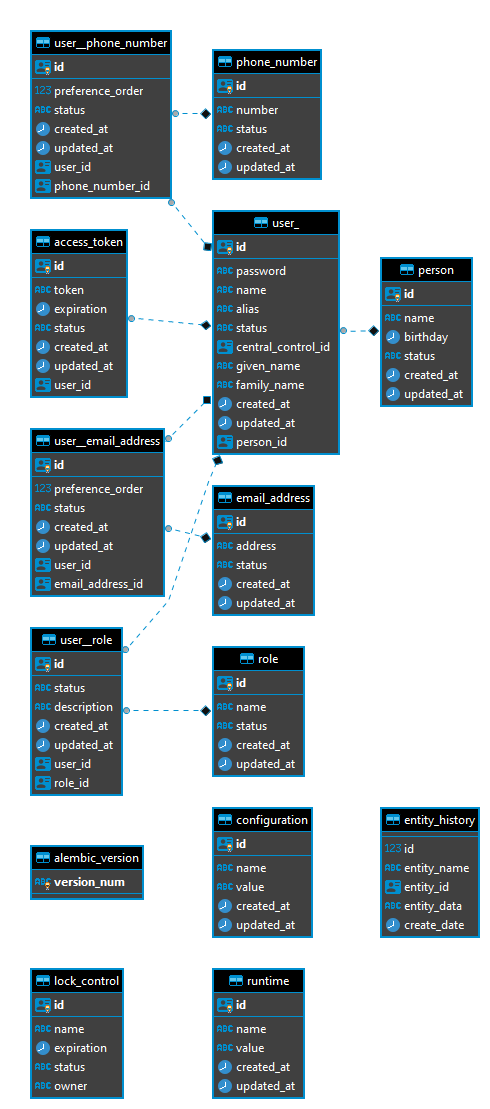 user__phone_number
id
123 preference_order
ABC status
created_at
updated_at
user_id
phone_number_id
phone_number
id
ABC number
ABC status
created_at
updated_at
access_token
id
ABC token
expiration
ABC status
created_at
updated_at
user_id
user_
id
ABC password
ABC name
ABC alias
ABC status
central_control_id
ABC given_name
ABC family_name
created_at
updated_at
person_id
person
id
ABC name
birthday
ABC status
created_at
updated_at
user__email_address
id
123 preference_order
ABC status
created_at
updated_at
user_id
email_address_id
email_address
id
ABC address
ABC status
created_at
updated_at
user__role
id
ABC status
ABC description
created_at
updated_at
user_id
role_id
role
id
ABC name
ABC status
created_at
updated_at
alembic_version
ABC version_num
configuration
id
ABC name
ABC value
created_at
updated_at
entity_history
123 id
ABC entity_name
entity_id
ABC entity_data
create_date
lock_control
id
ABC name
expiration
ABC status
ABC owner
runtime
id
ABC name
ABC value
created_at
updated_at